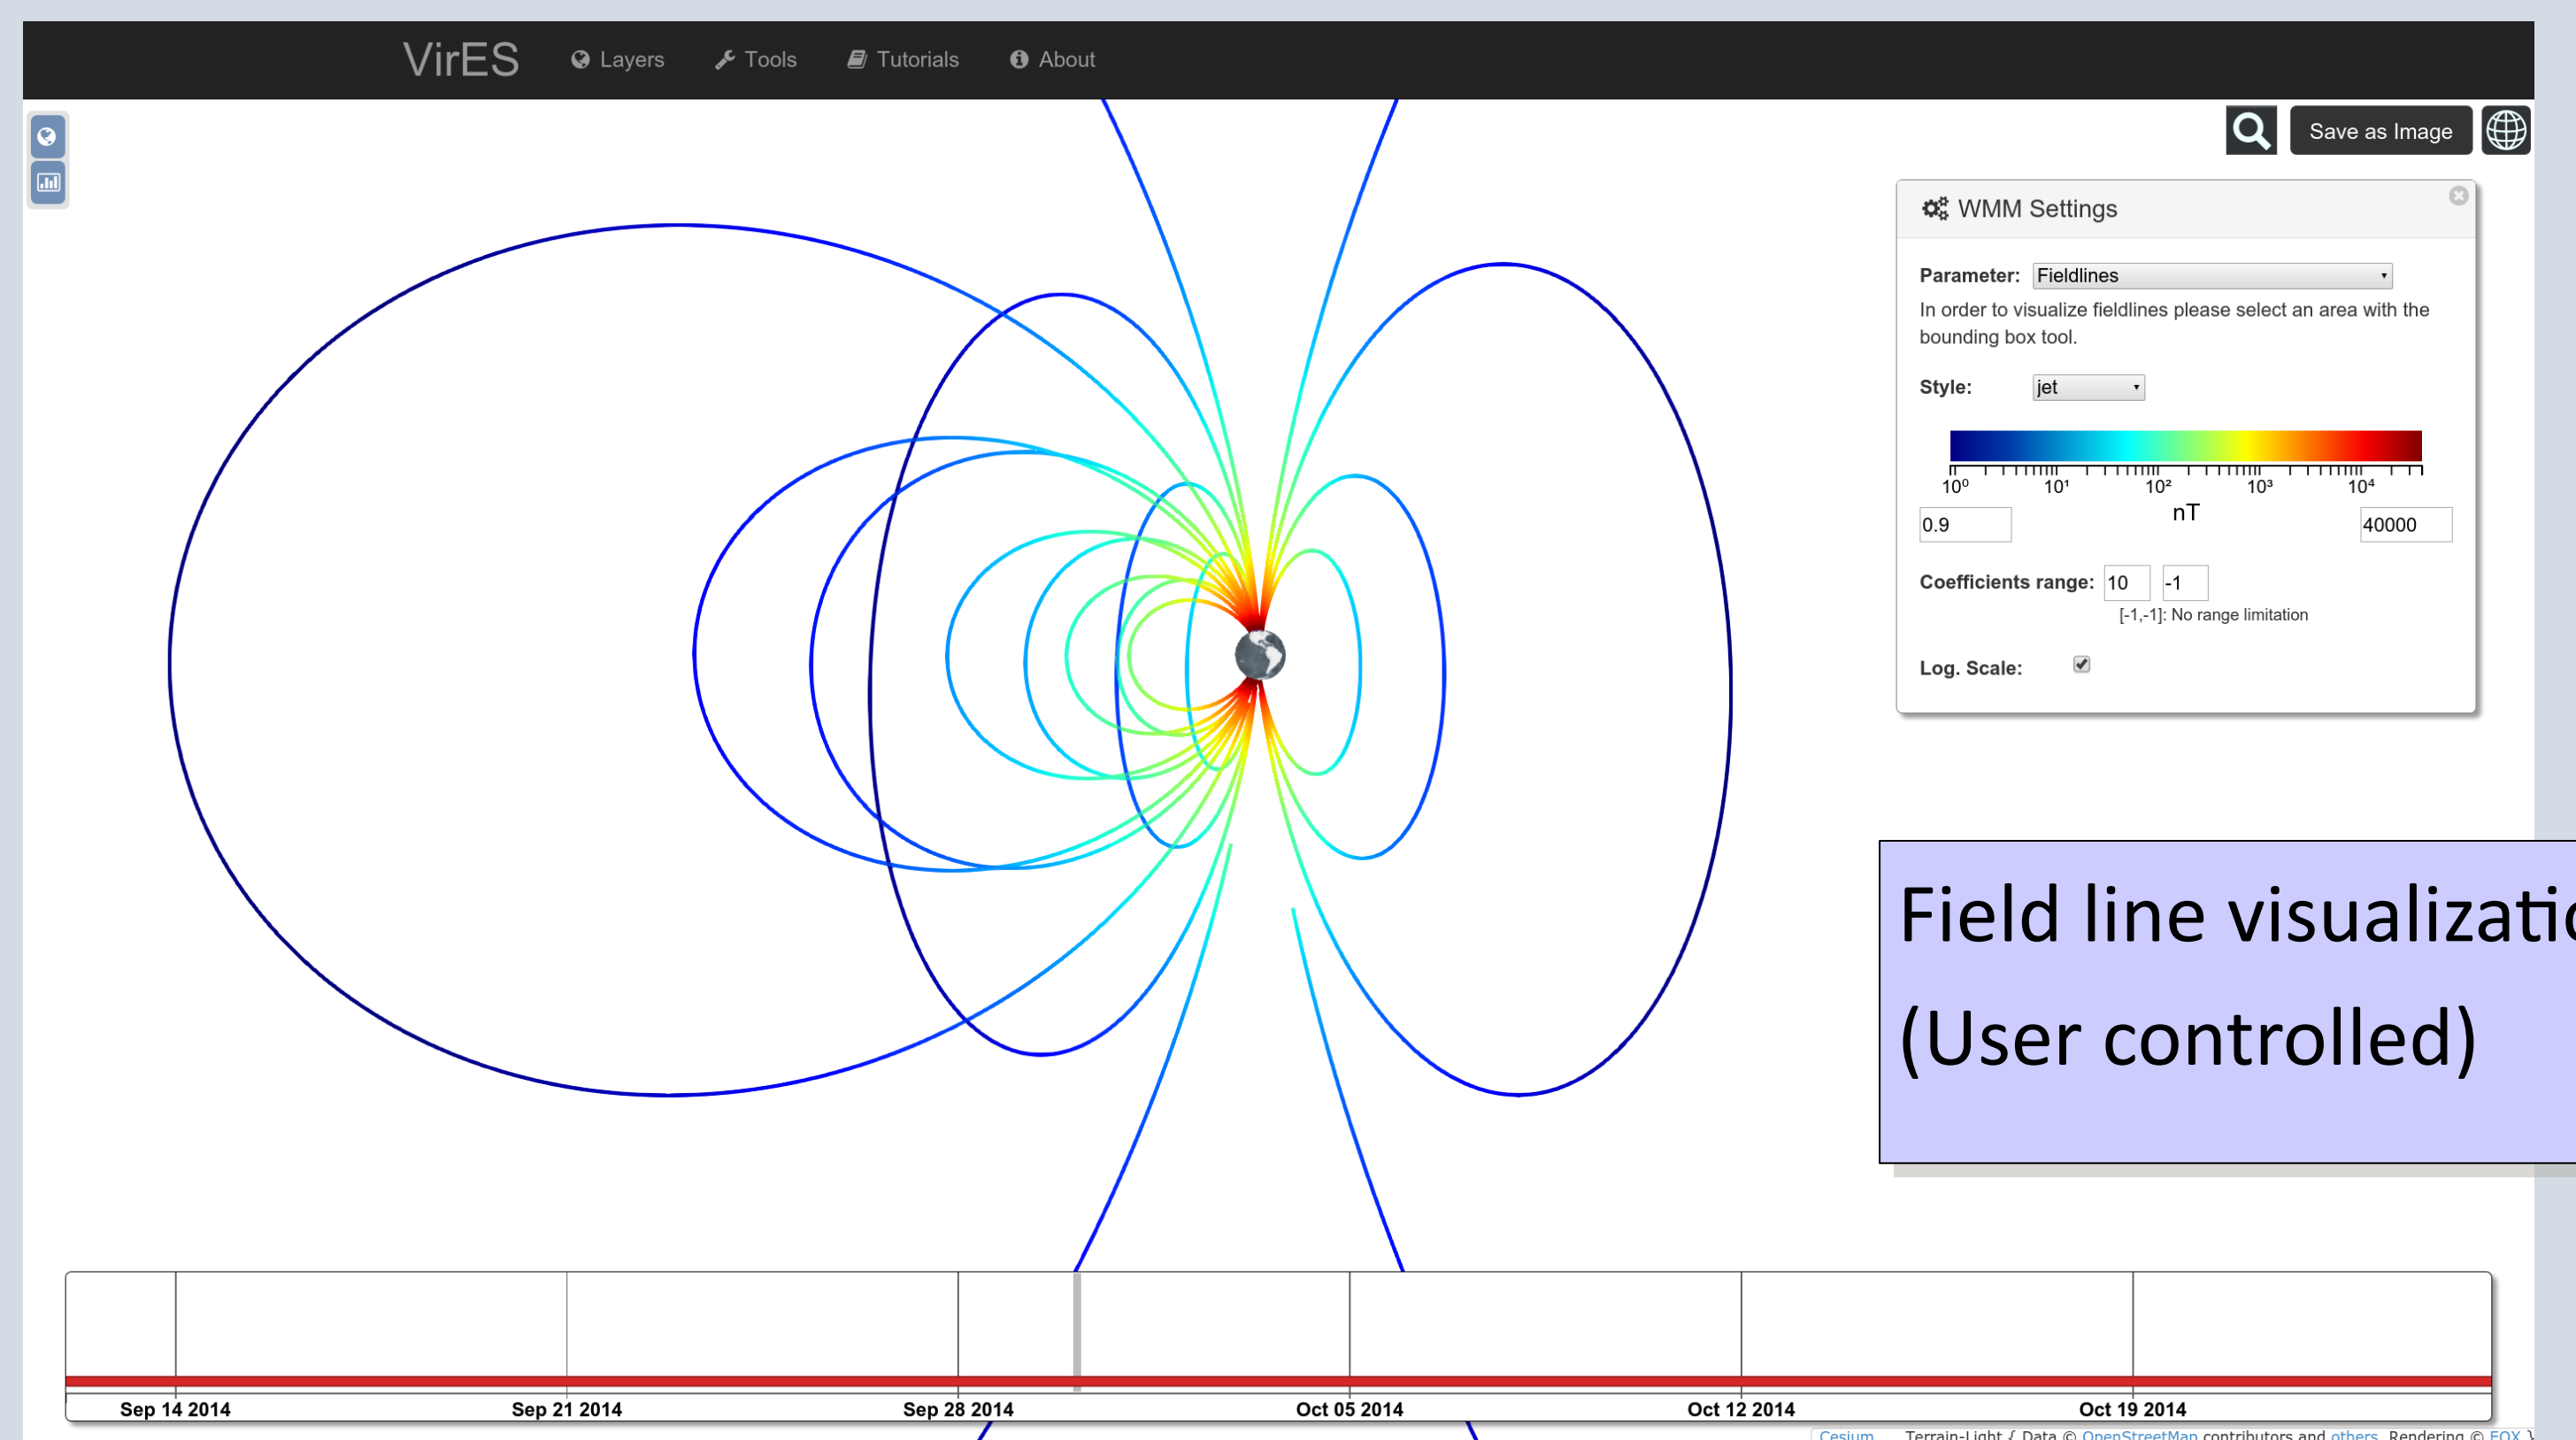 VirES Layers Tools Tutorials About
Save as Image
WMM Settings
Parameter: Fieldlines
In order to visualize fieldlines please select an area with the
bounding box tool.
Style: jet
10⁰ 10¹ 10² 10³ 10⁴
nT
0.9 40000
Coefficients range: 10 -1
[-1,-1]: No range limitation
Log. Scale:
Field line visualizatio
(User controlled)
Sep 14 2014 Sep 21 2014 Sep 28 2014 Oct 05 2014 Oct 12 2014 Oct 19 2014
Cesium Terrain-Light { Data © OpenStreetMap contributors and others, Rendering © EOX }